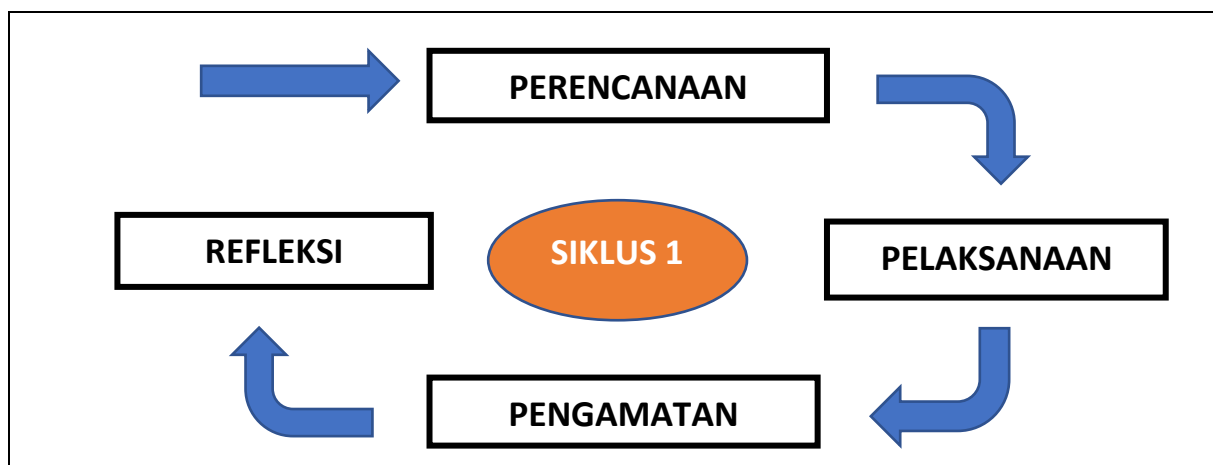 PERENCANAAN
REFLEKSI
SIKLUS 1
PELAKSANAAN
PENGAMATAN